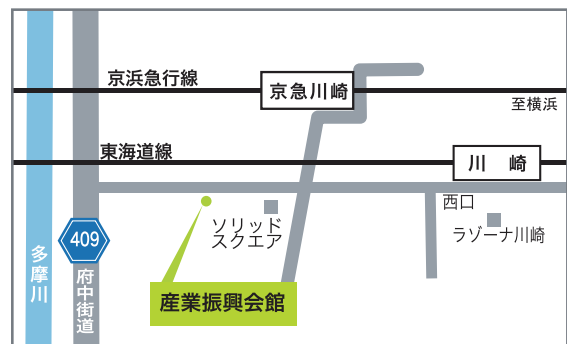 京浜急行線
京急川崎
至横浜
東海道線
川 崎
西口
ソリッド
スクエア
ラゾーナ川崎
409
多摩川
府中街道
産業振興会館